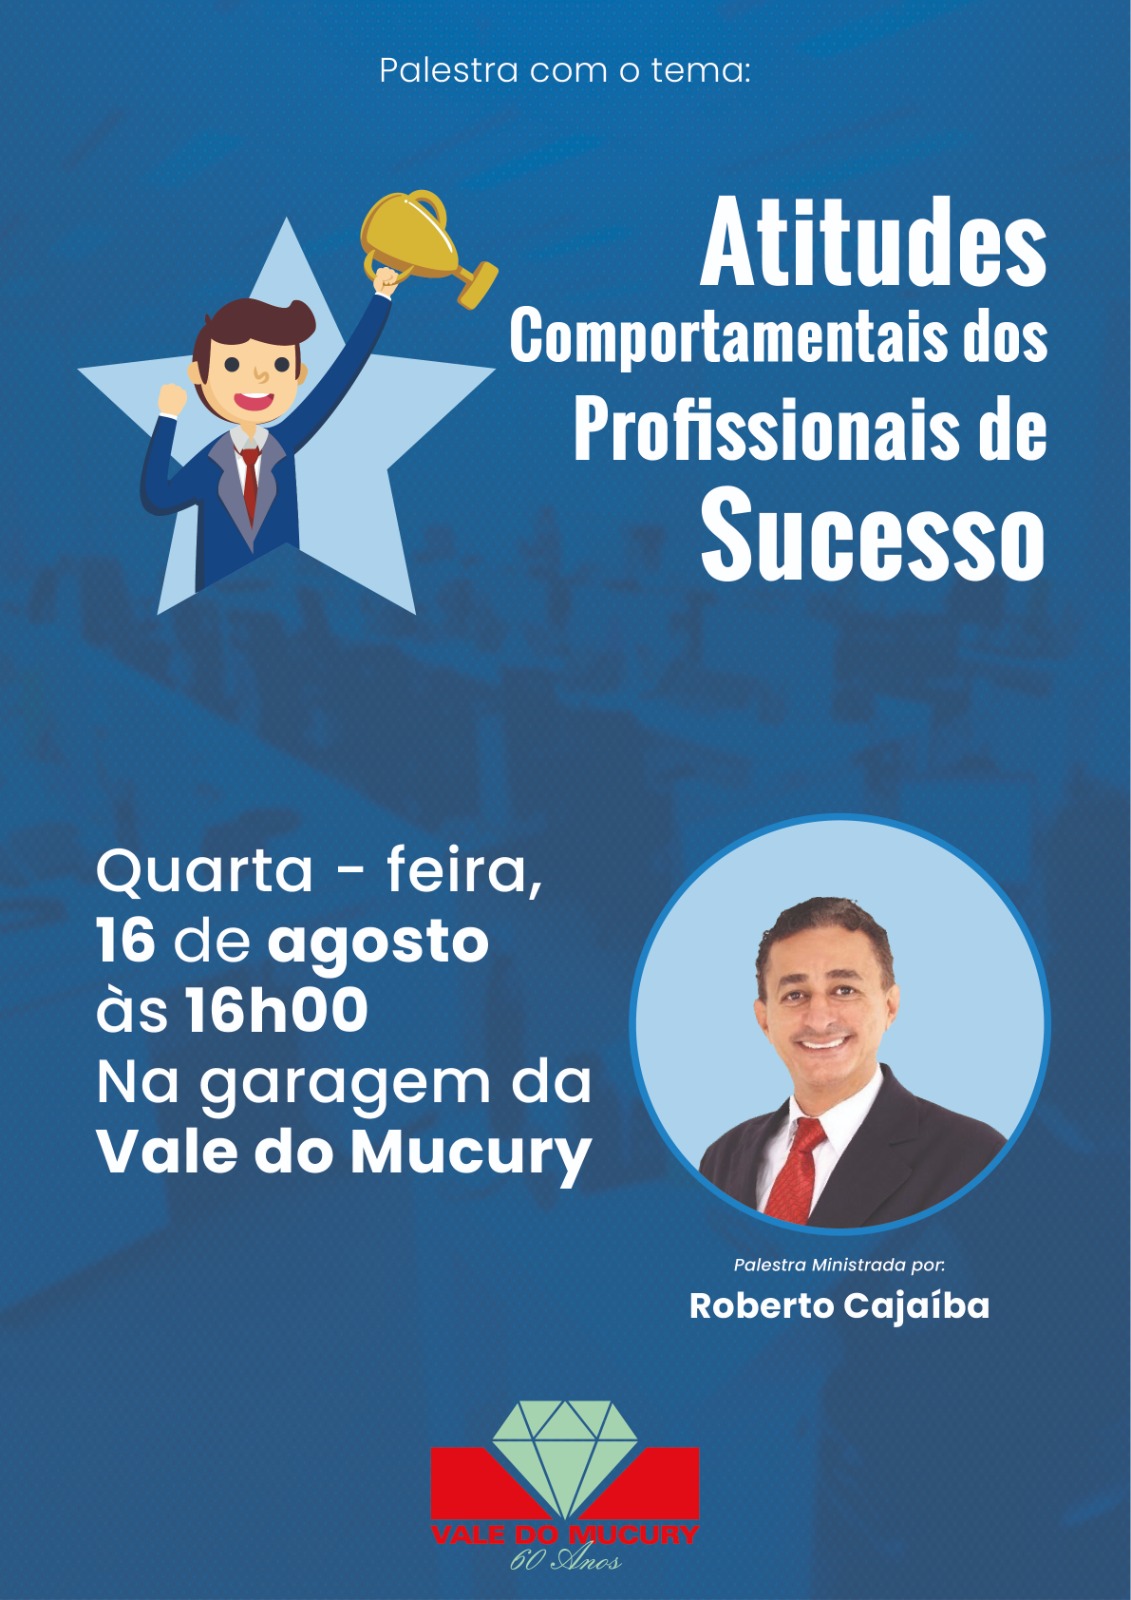 Palestra com o tema:
Atitudes
Comportamentais dos
Profissionais de
Sucesso
Quarta - feira,
16 de agosto
às 16h00
Na garagem da
Vale do Mucury
Palestra Ministrada por:
Roberto Cajaíba
VALE DO MUCURY
60 Anos